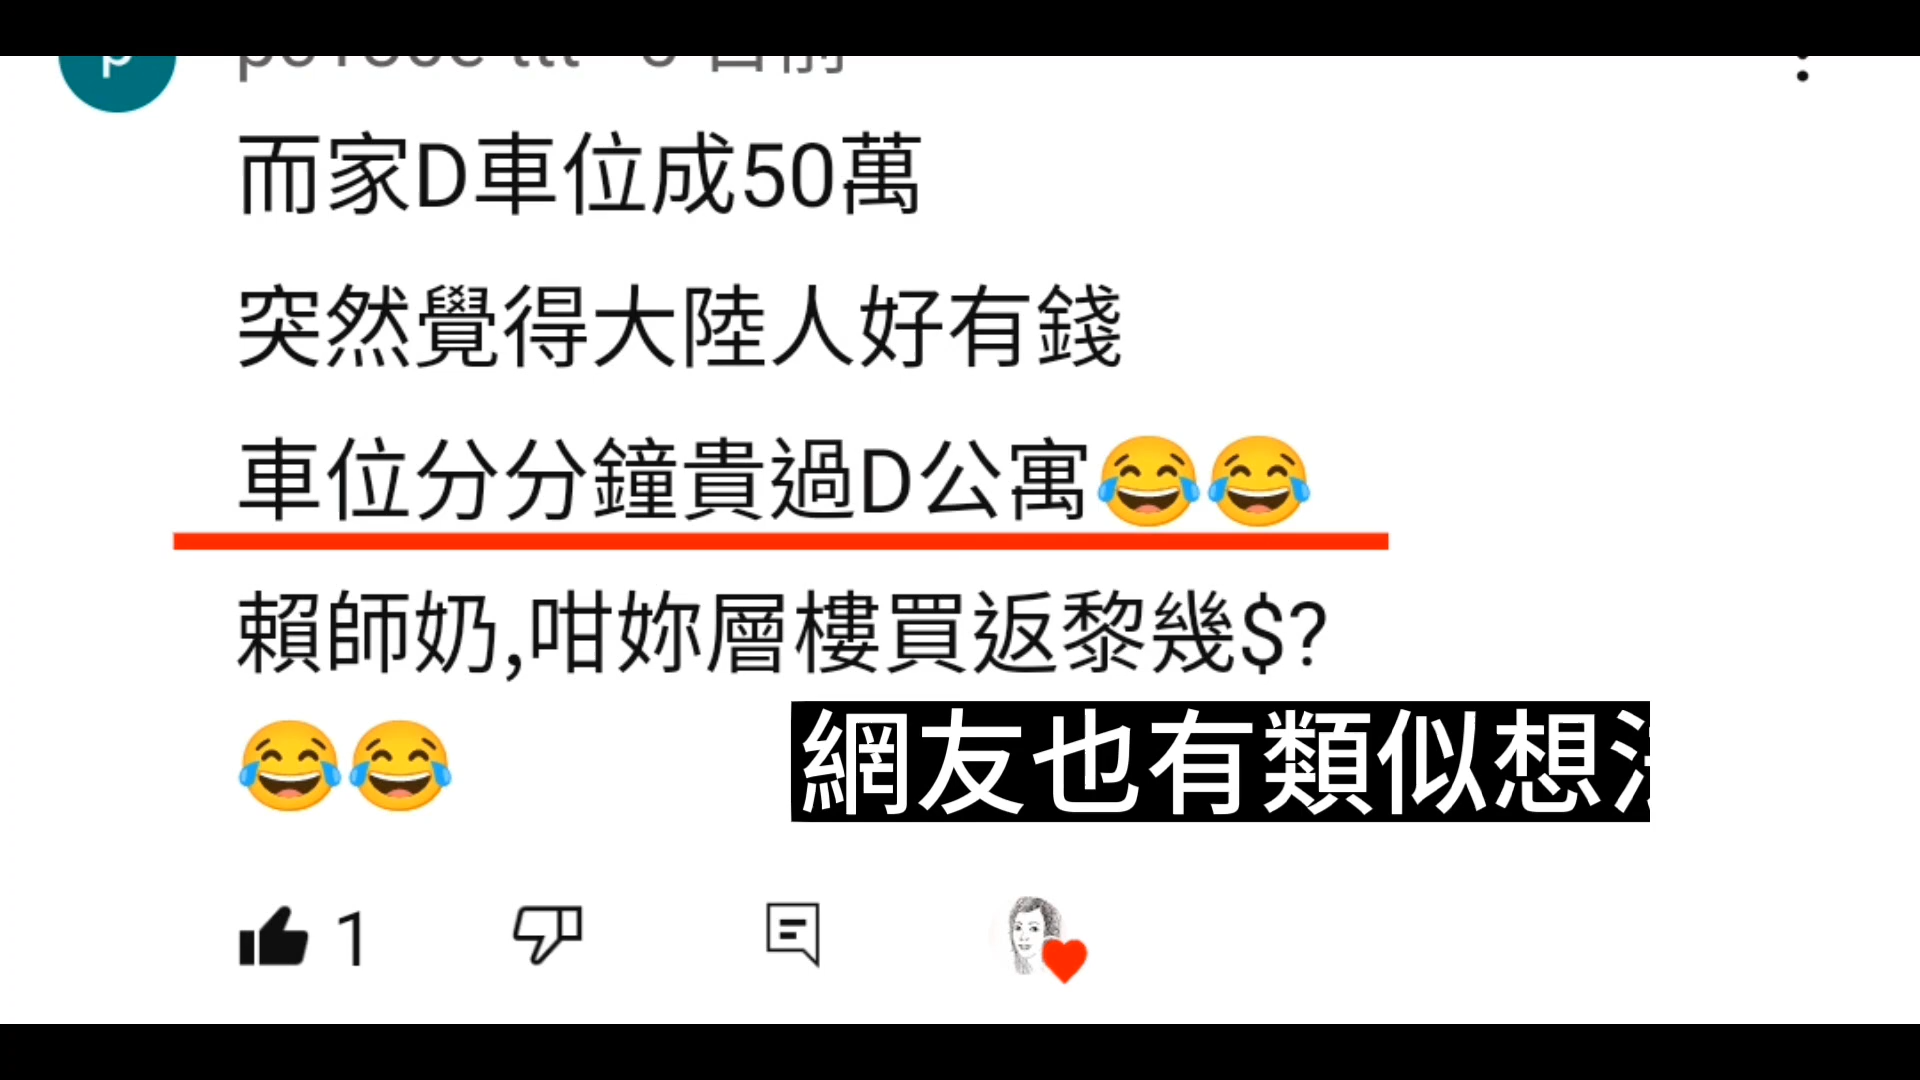 而家D車位成50萬
突然覺得大陸人好有錢
車位分分鐘貴過D公寓😂😂
賴師奶,咁妳層樓買返黎幾$?
😂😂
網友也有類似想
1